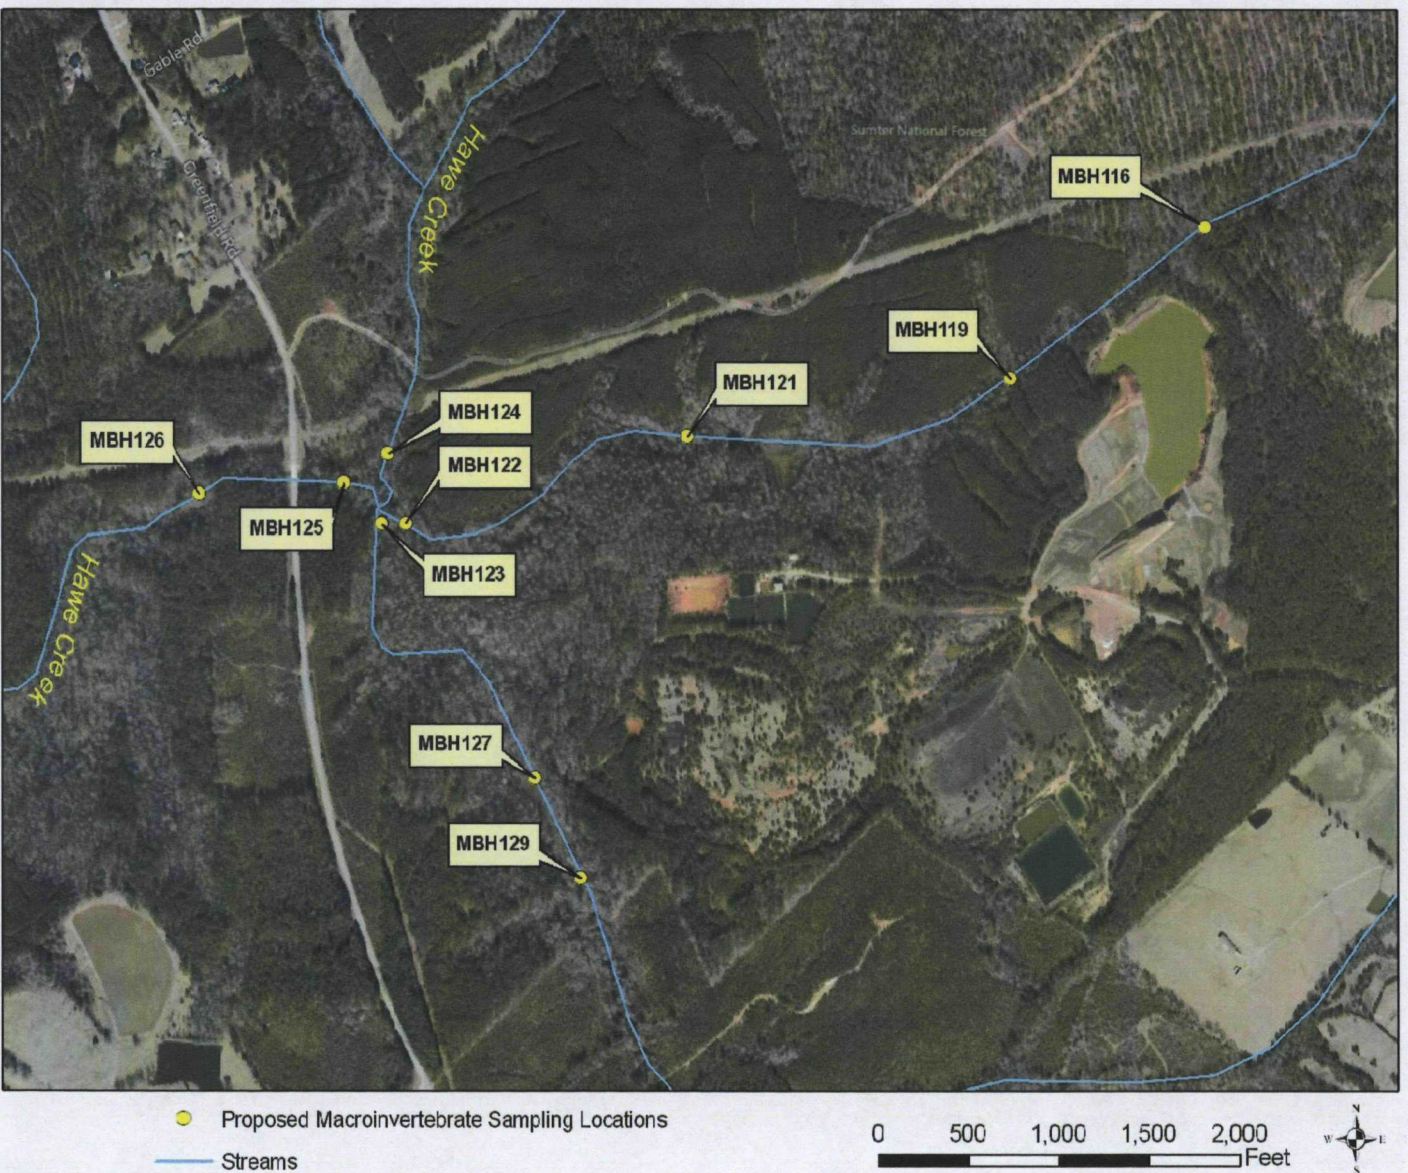 Gable Rd
Hawe Creek
Sumter National Forest
MBH116
Greenfield Rd
MBH119
MBH121
MBH124
MBH126
MBH122
MBH125
MBH123
Hawe Creek
MBH127
MBH129
N
W E
Proposed Macroinvertebrate Sampling Locations
0 500 1,000 1,500 2,000
Feet
Streams